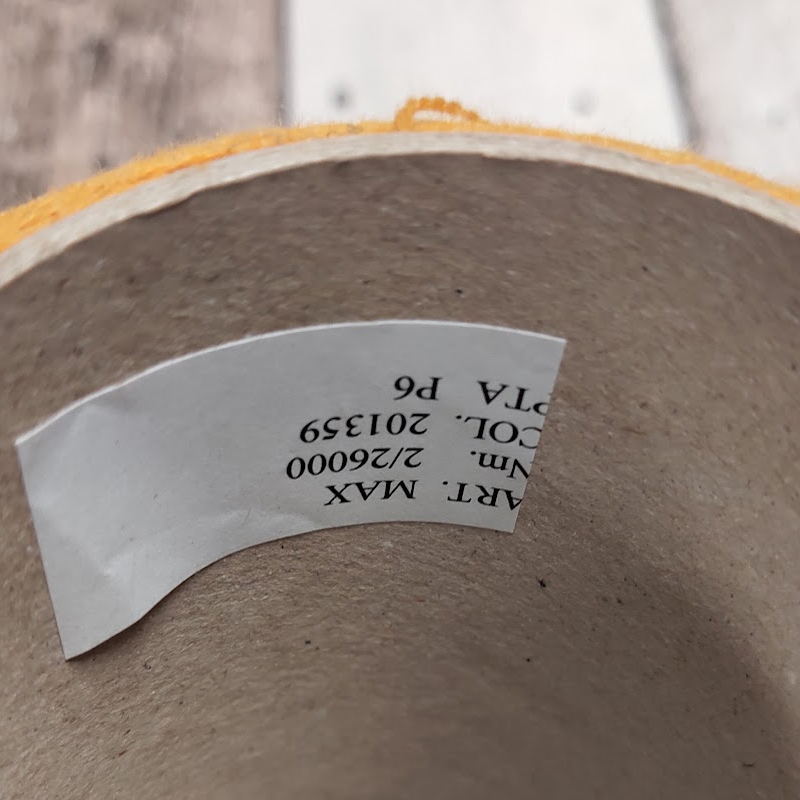 ART. MAX
Nm. 2/26000
COL. 201359
PTA P6